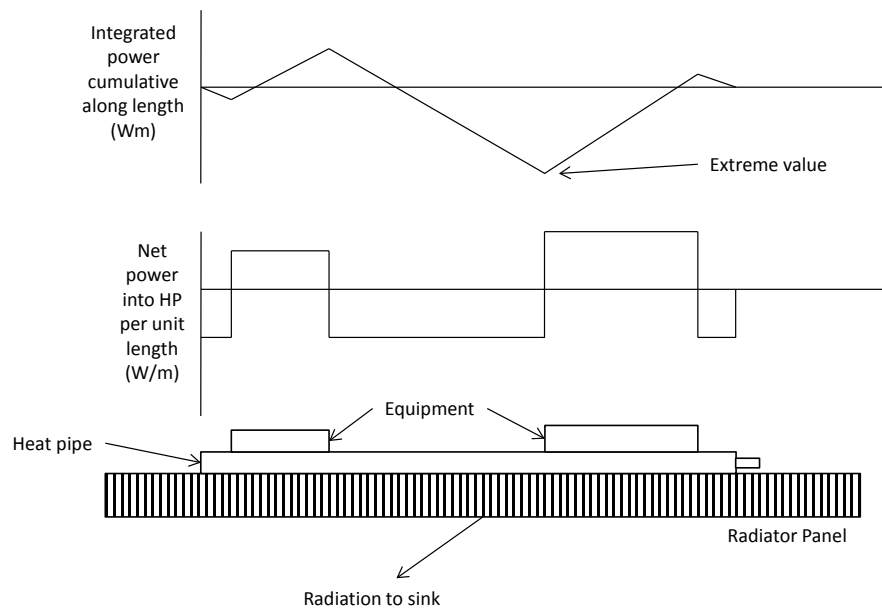 Integrated
power
cumulative
along length
(Wm)
Extreme value
Net
power
into HP
per unit
length
(W/m)
Equipment
Heat pipe
Radiator Panel
Radiation to sink